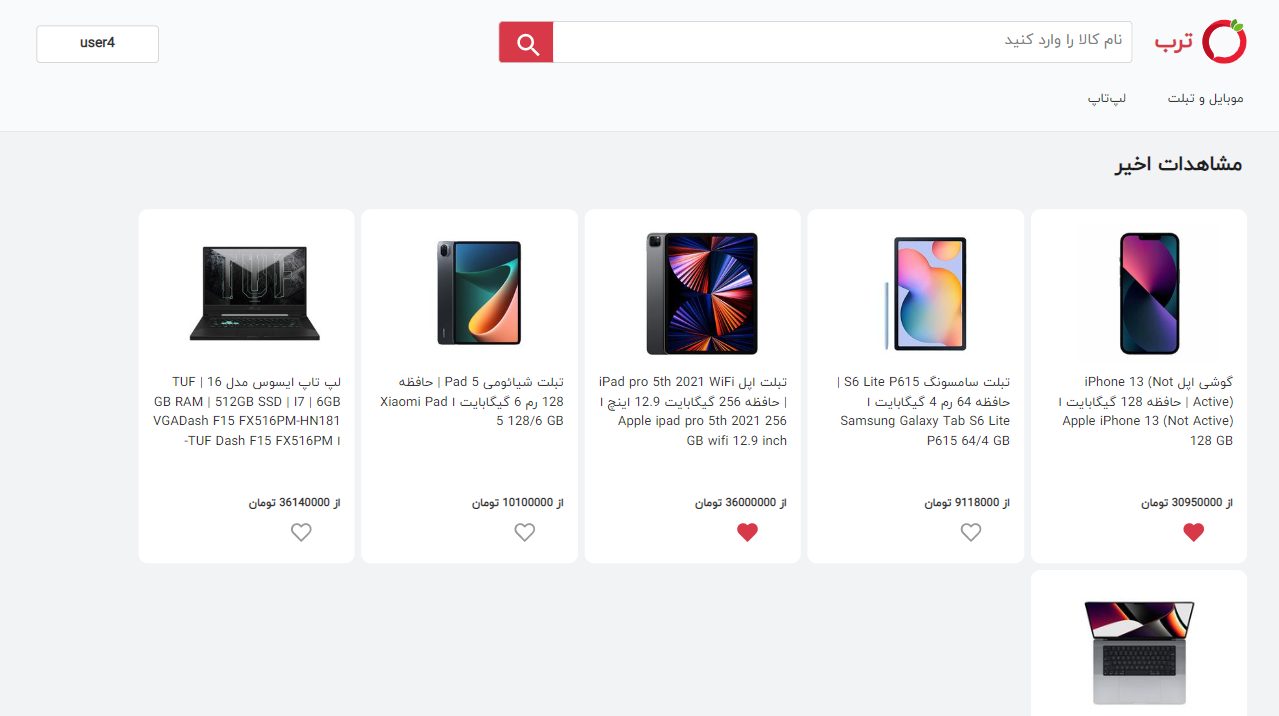 ترب
نام کالا را وارد کنید
user4
موبایل و تبلت
لپ‌تاپ
مشاهدات اخیر
گوشی اپل iPhone 13 (Not
Active) | حافظه 128 گیگابایت ا
Apple iPhone 13 (Not Active)
128 GB
از 30950000 تومان
تبلت سامسونگ S6 Lite P615 |
حافظه 64 رم 4 گیگابایت ا
Samsung Galaxy Tab S6 Lite
P615 64/4 GB
از 9118000 تومان
تبلت اپل iPad pro 5th 2021 WiFi
| حافظه 256 گیگابایت 12.9 اینچ ا
Apple ipad pro 5th 2021 256
GB wifi 12.9 inch
از 36000000 تومان
تبلت شیائومی Pad 5 | حافظه
128 رم 6 گیگابایت ا Xiaomi Pad
5 128/6 GB
از 10100000 تومان
TUF
لپ تاپ ایسوس مدل TUF | 16
GB RAM | 512GB SSD | I7 | 6GB
VGADash F15 FX516PM-HN181
ا TUF Dash F15 FX516PM-
از 36140000 تومان